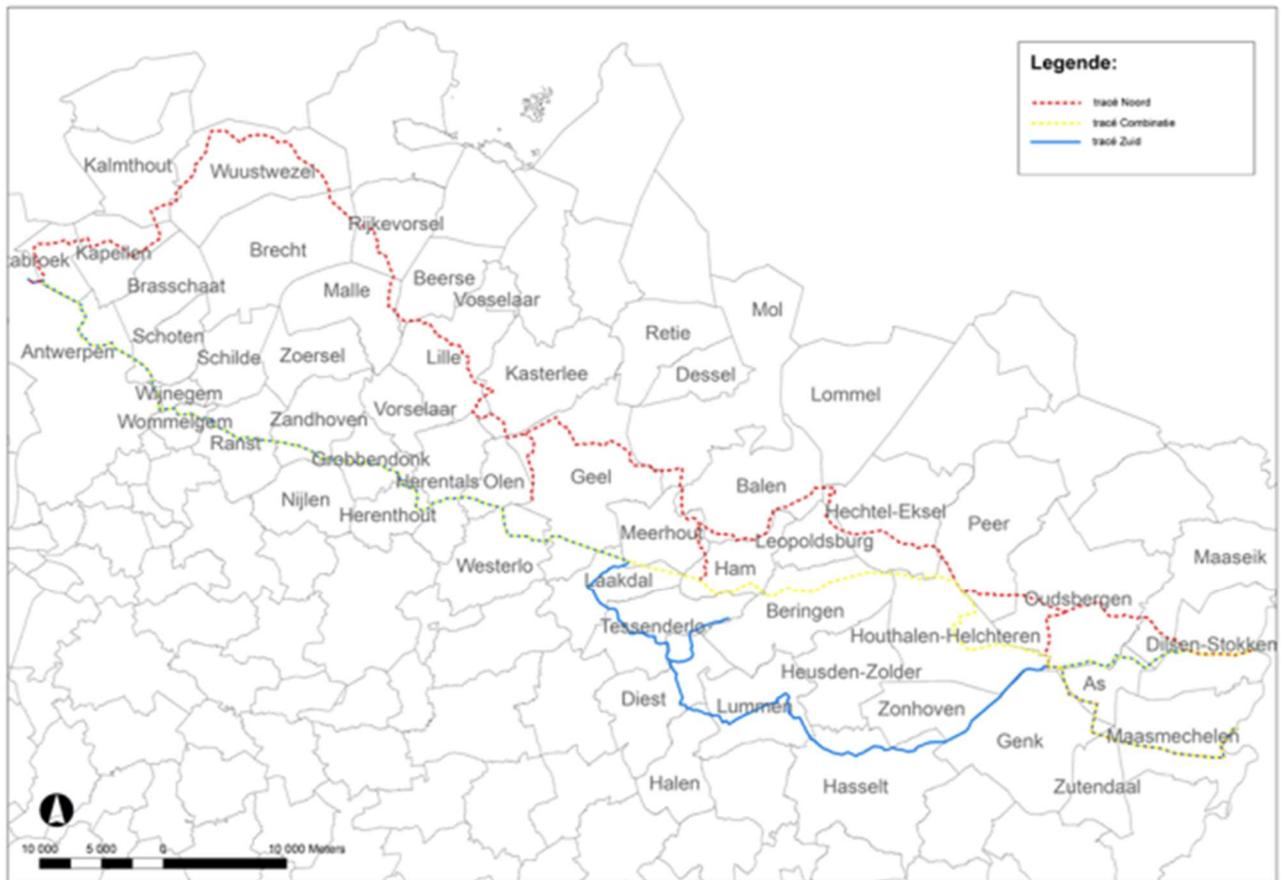 Legende:
tracé Noord
tracé Combinatie
tracé Zuid
Kalmthout
Wuustwezel
Rijkevorsel
Kapellen
abroek
Brecht
Brasschaat
Malle
Beerse
Vosselaar
Mol
Schoten
Retie
Antwerpen
Schilde
Zoersel
Lille
Kasterlee
Dessel
Wijnegem
Lommel
Vorselaar
Wommelgem
Zandhoven
Ranst
Grobbendonk
Herentals
Olen
Geel
Balen
Nijlen
Herenthout
Hechtel-Eksel
Peer
Meerhout
Leopoldsburg
Maaseik
Westerlo
Ham
Laakdal
Oudsbergen
Beringen
Tessenderlo
Houthalen-Helchteren
Dilsen-Stokken
Heusden-Zolder
As
Diest
Lummen
Zonhoven
Genk
Maasmechelen
Halen
Hasselt
Zutendaal
10 000 5 000 0 10 000 Meters